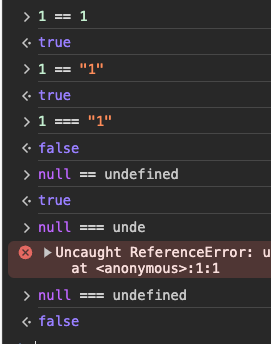 > 1 == 1
<· true
> 1 == "1"
<· true
> 1 === "1"
<· false
> null == undefined
<· true
> null === unde
Uncaught ReferenceError: u
at <anonymous>:1:1
> null === undefined
<· false